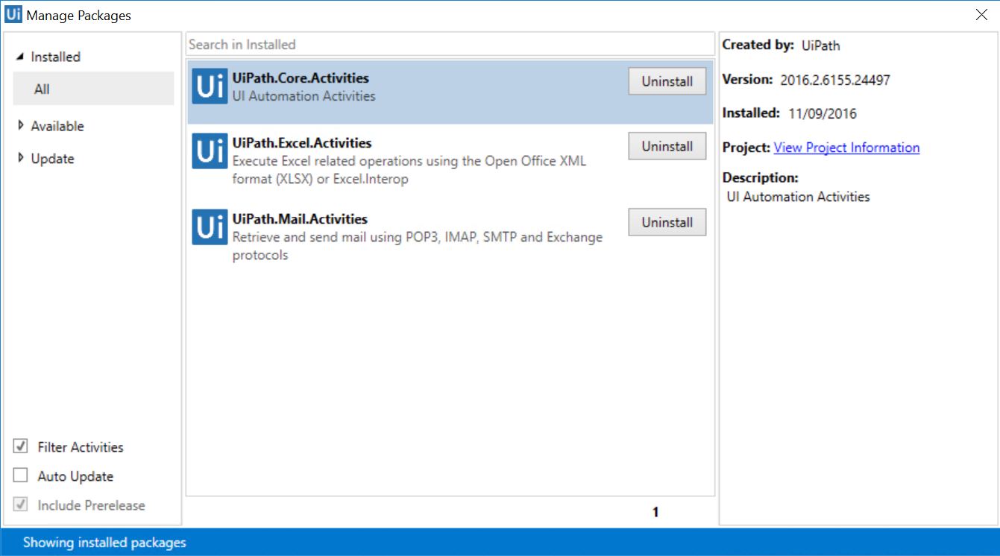 Ui Manage Packages
Installed
All
Available
Update
Filter Activities
Auto Update
Include Prerelease
Search in Installed
Ui UiPath.Core.Activities
UI Automation Activities
Uninstall
Ui UiPath.Excel.Activities
Execute Excel related operations using the Open Office XML
format (XLSX) or Excel.Interop
Uninstall
Ui UiPath.Mail.Activities
Retrieve and send mail using POP3, IMAP, SMTP and Exchange
protocols
Uninstall
1
Created by: UiPath
Version: 2016.2.6155.24497
Installed: 11/09/2016
Project: View Project Information
Description:
UI Automation Activities
Showing installed packages